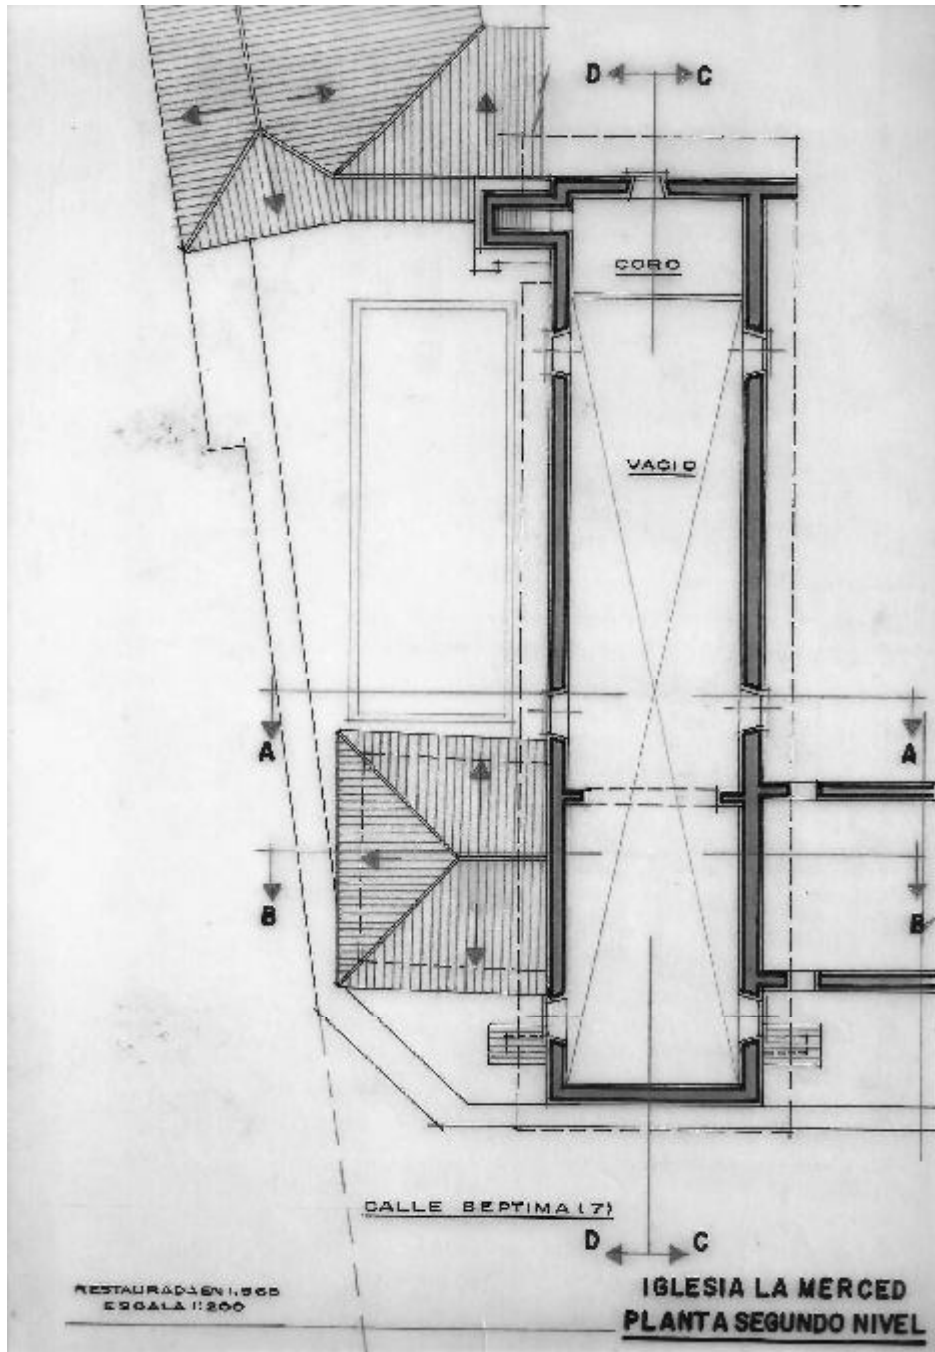 D C
CORO
VACIO
A A
B B
CALLE SEPTIMA (7)
D C
RESTAURADA EN 1.965
ESCALA 1:200
IGLESIA LA MERCED
PLANTA SEGUNDO NIVEL